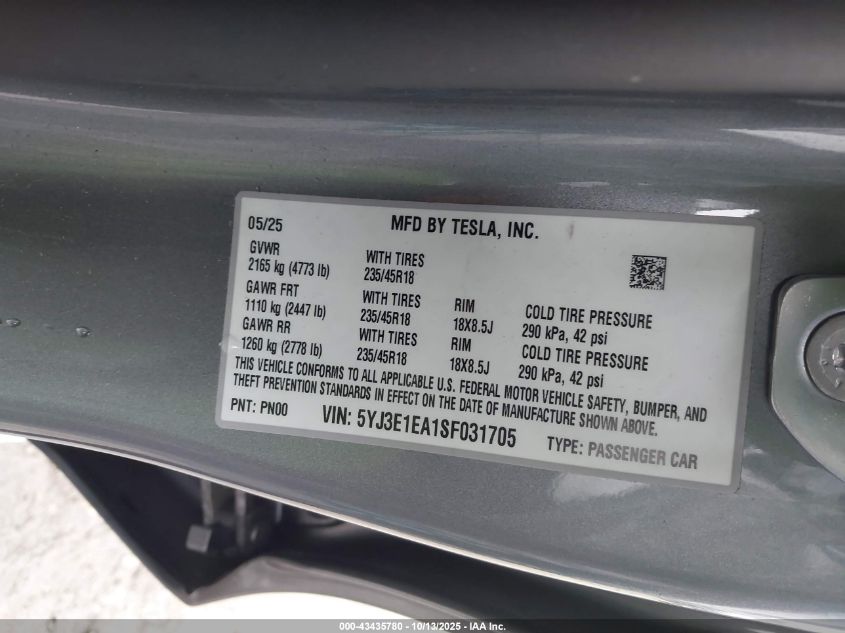 05/25 MFD BY TESLA, INC.
GVWR
2165 kg (4773 lb) WITH TIRES
235/45R18
GAWR FRT
1110 kg (2447 lb) WITH TIRES
235/45R18 RIM
18X8.5J COLD TIRE PRESSURE
290 kPa, 42 psi
GAWR RR
1260 kg (2778 lb) WITH TIRES
235/45R18 RIM
18X8.5J COLD TIRE PRESSURE
290 kPa, 42 psi
THIS VEHICLE CONFORMS TO ALL APPLICABLE U.S. FEDERAL MOTOR VEHICLE SAFETY, BUMPER, AND
THEFT PREVENTION STANDARDS IN EFFECT ON THE DATE OF MANUFACTURE SHOWN ABOVE.
PNT: PN00 VIN: 5YJ3E1EA1SF031705 TYPE: PASSENGER CAR
000-43435780 - 10/13/2025 - IAA Inc.